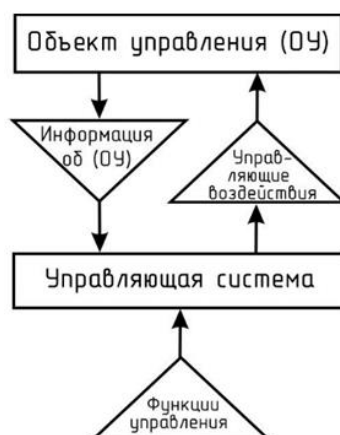 Объект управления (ОУ)
Информация
об (ОУ)
Управ-
ляющие
воздействия
Управляющая система
Функции
управления